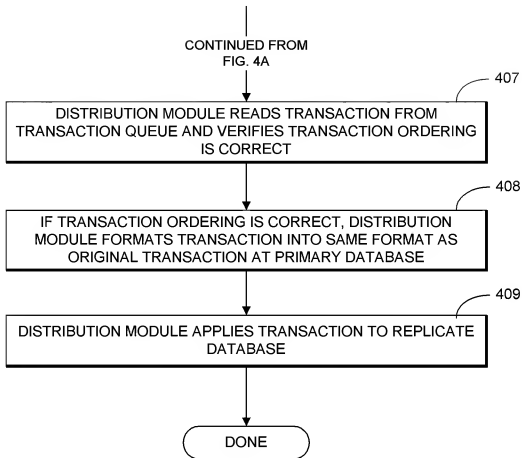 CONTINUED FROM
FIG. 4A
407
DISTRIBUTION MODULE READS TRANSACTION FROM
TRANSACTION QUEUE AND VERIFIES TRANSACTION ORDERING
IS CORRECT
408
IF TRANSACTION ORDERING IS CORRECT, DISTRIBUTION
MODULE FORMATS TRANSACTION INTO SAME FORMAT AS
ORIGINAL TRANSACTION AT PRIMARY DATABASE
409
DISTRIBUTION MODULE APPLIES TRANSACTION TO REPLICATE
DATABASE
DONE